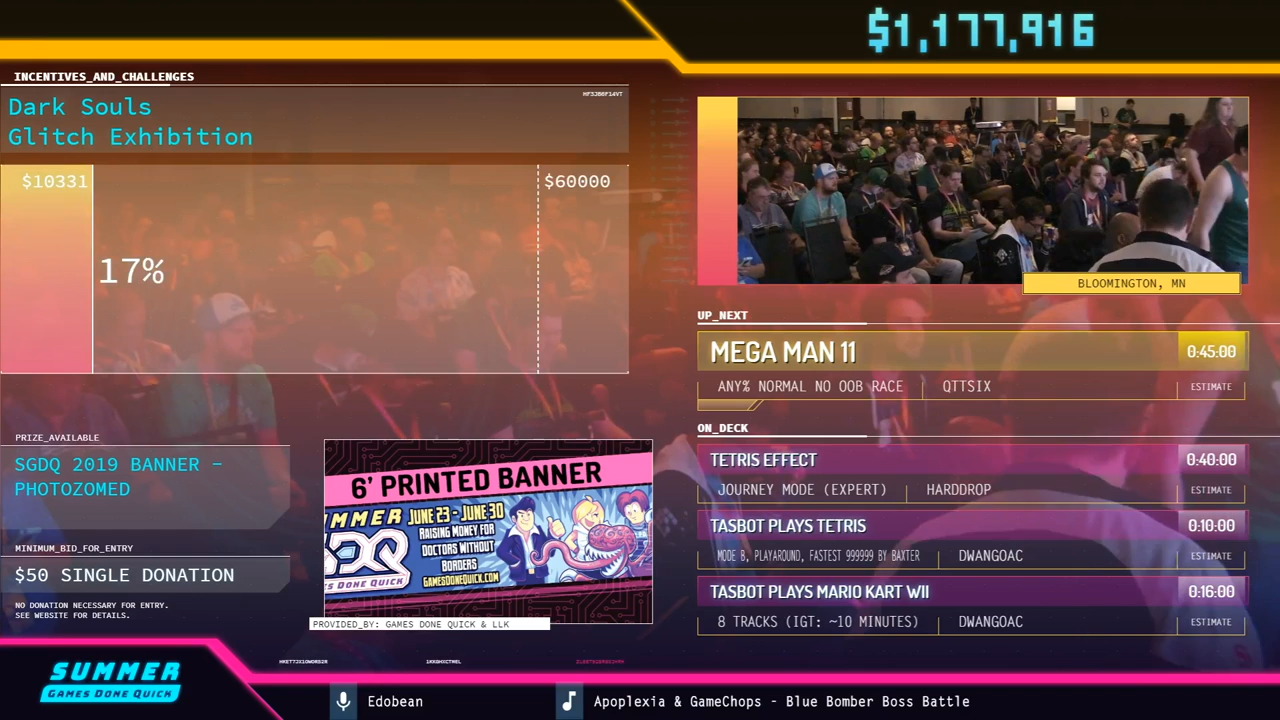 $1,177,916
INCENTIVES_AND_CHALLENGES
Dark Souls
Glitch Exhibition
$10331
$60000
17%
BLOOMINGTON, MN
UP_NEXT
MEGA MAN 11
0:45:00
ANY% NORMAL NO OOB RACE
QTTSIX
ESTIMATE
ON_DECK
TETRIS EFFECT
0:40:00
JOURNEY MODE (EXPERT)
HARDDROP
ESTIMATE
TASBOT PLAYS TETRIS
0:10:00
MODE B, PLAYAROUND, FASTEST 999999 BY BAXTER
DWANGOAC
ESTIMATE
TASBOT PLAYS MARIO KART WII
0:16:00
8 TRACKS (IGT: ~10 MINUTES)
DWANGOAC
ESTIMATE
PRIZE_AVAILABLE
SGDQ 2019 BANNER -
PHOTOZOMED
MINIMUM_BID_FOR_ENTRY
$50 SINGLE DONATION
NO DONATION NECESSARY FOR ENTRY.
SEE WEBSITE FOR DETAILS.
6' PRINTED BANNER
MMER JUNE 23 - JUNE 30
RAISING MONEY FOR
DOCTORS WITHOUT
BORDERS
GAMESDONEQUICK.COM
GDQ
S DONE QUICK
PROVIDED_BY: GAMES DONE QUICK & LLK
SUMMER
GAMES DONE QUICK
Edobean
Apoplexia & GameChops - Blue Bomber Boss Battle